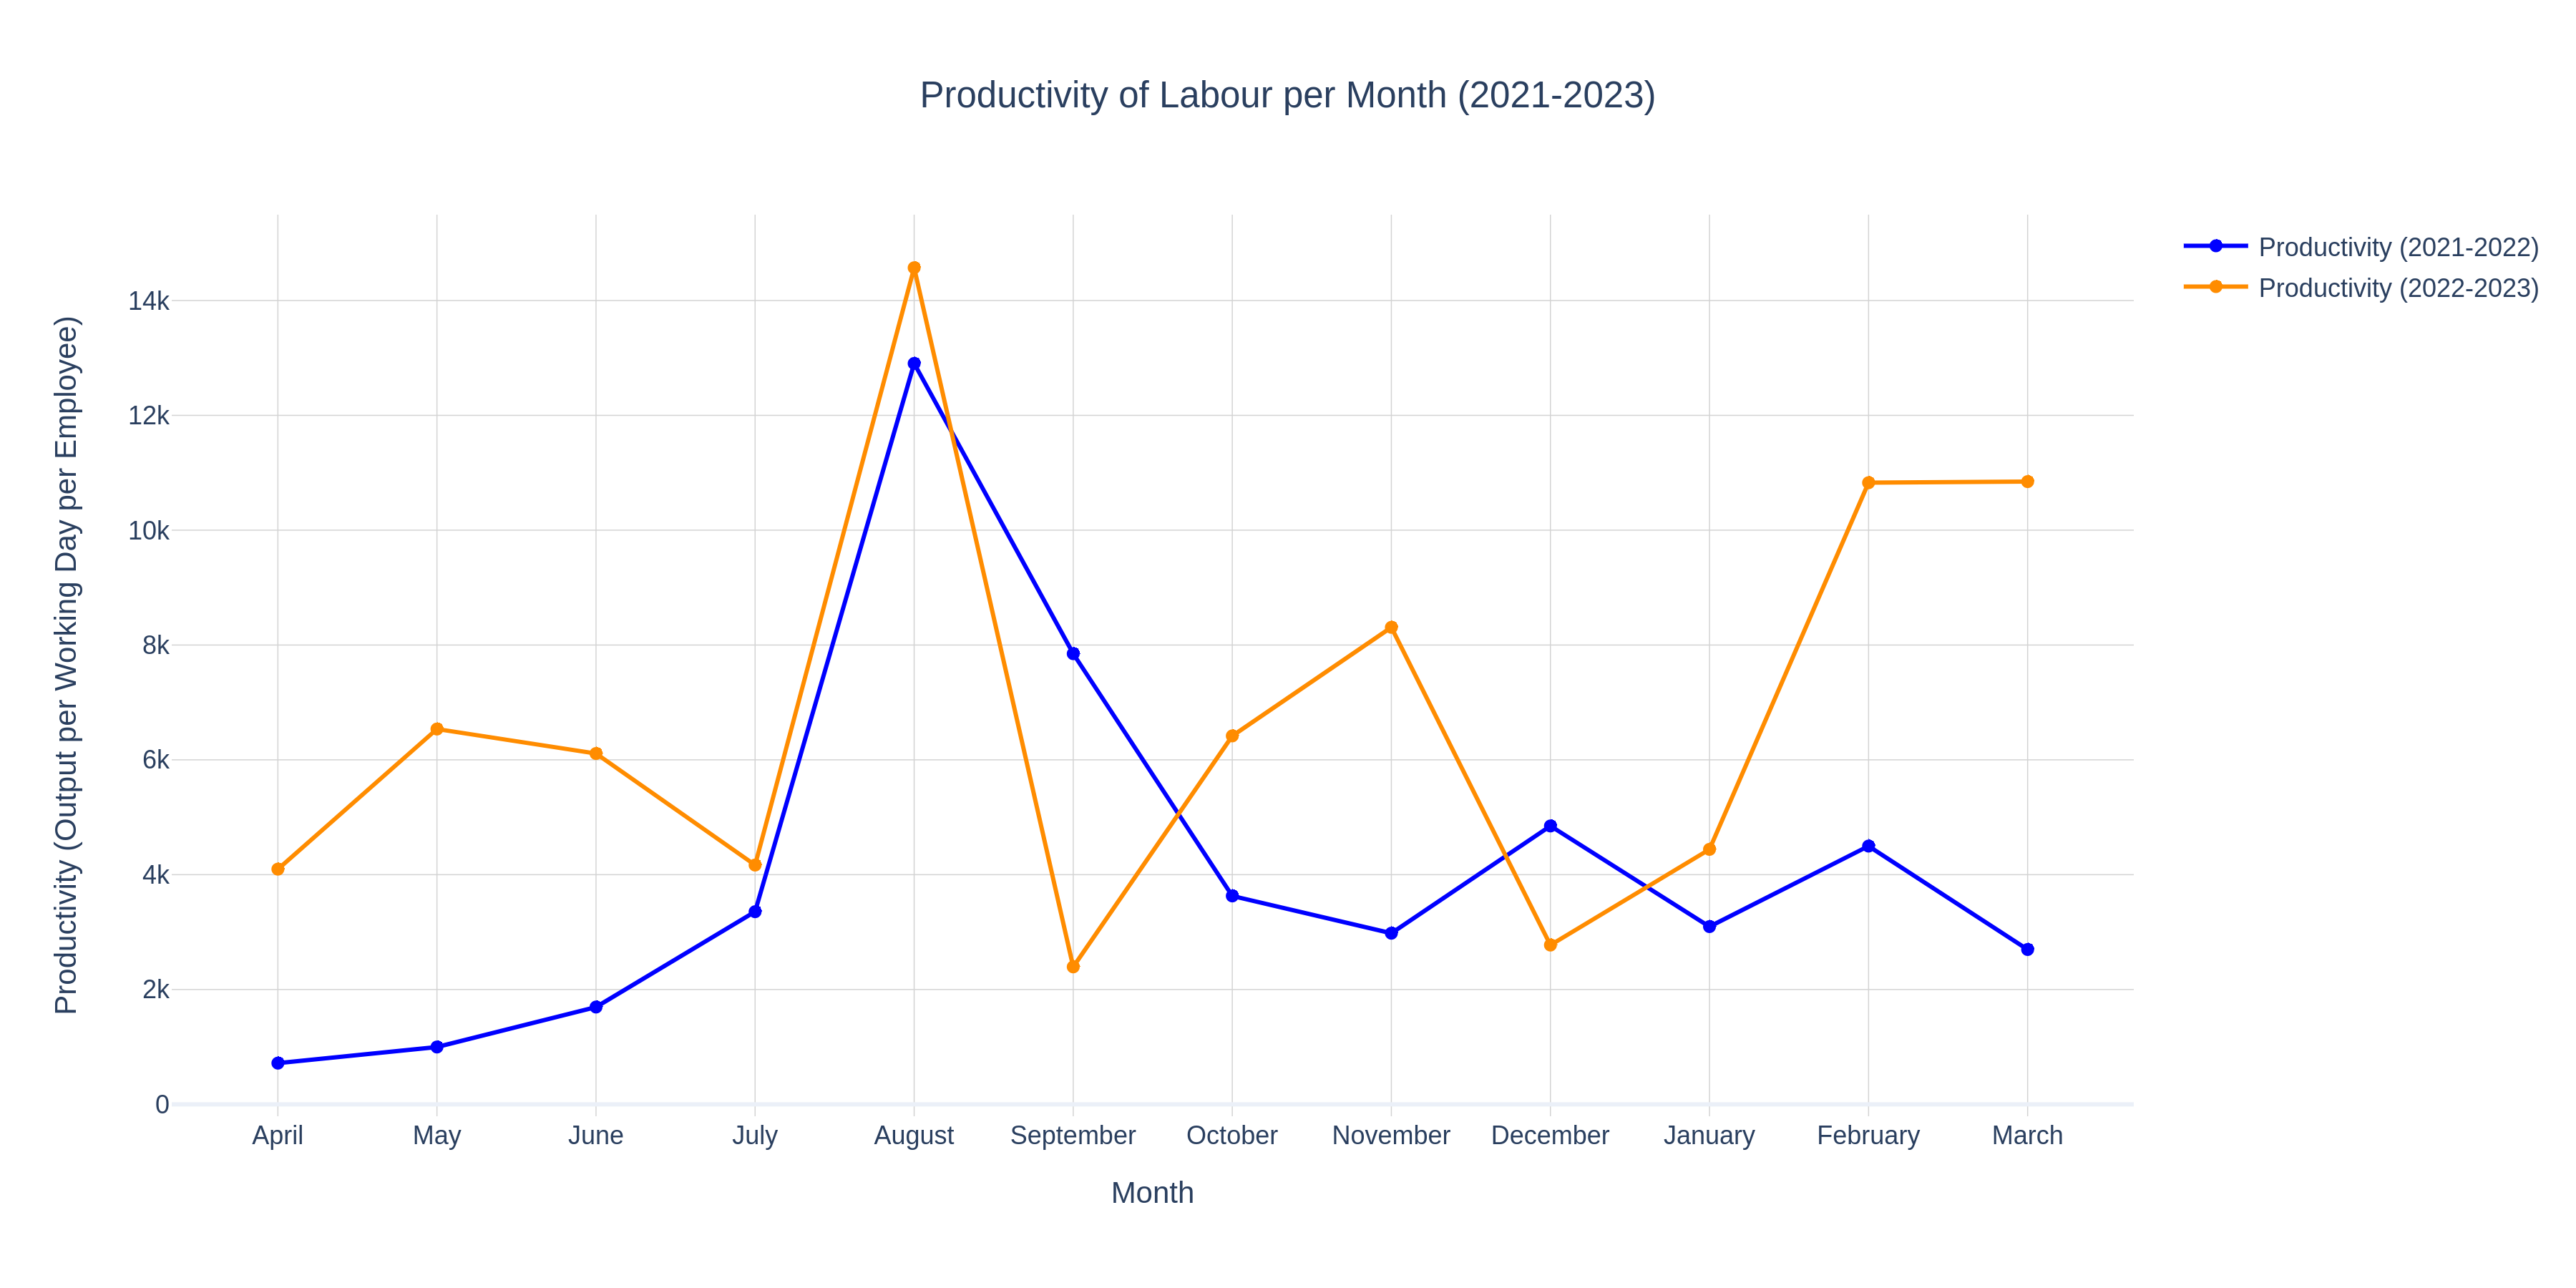 Productivity of Labour per Month (2021-2023)
Productivity (2021-2022)
Productivity (2022-2023)
Productivity (Output per Working Day per Employee)
14k
12k
10k
8k
6k
4k
2k
0
April May June July August September October November December January February March
Month